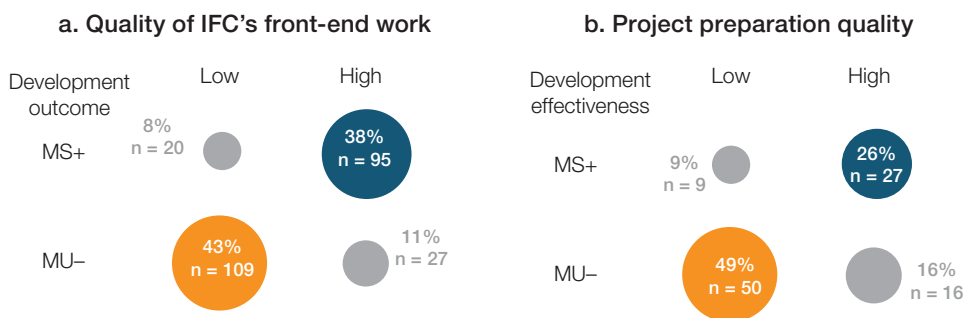 a. Quality of IFC's front-end work
Development
outcome
Low
High
8%
n = 20
38%
n = 95
MS+
43%
n = 109
11%
n = 27
MU–
b. Project preparation quality
Development
effectiveness
Low
High
9%
n = 9
26%
n = 27
MS+
49%
n = 50
16%
n = 16
MU–